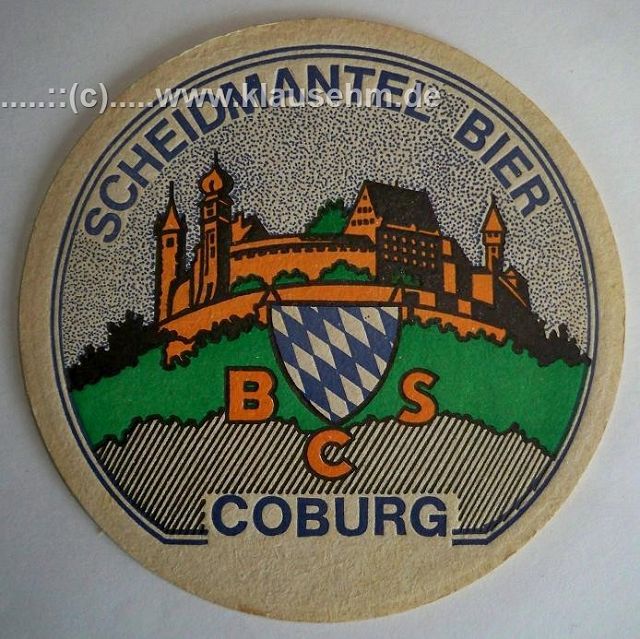 .....::(c).....www.klausehm.de
SCHEIDMANTEL BIER
B S
C
COBURG